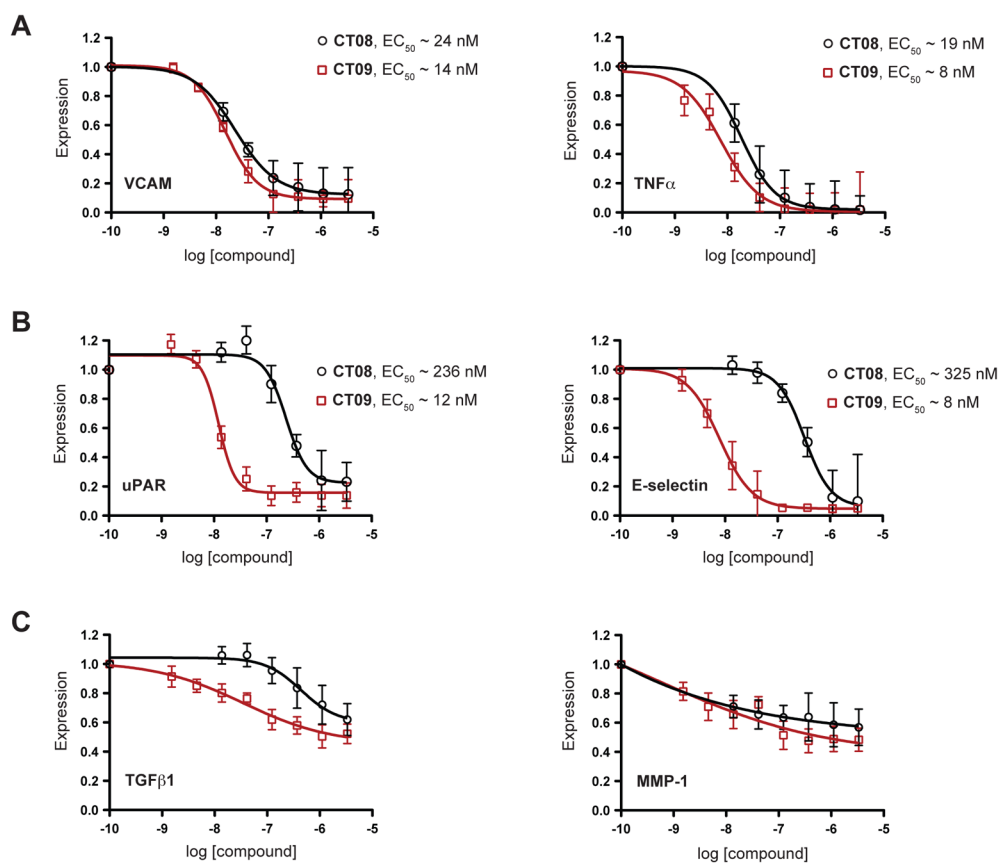 A
CT08, EC50 ~ 24 nM
CT09, EC50 ~ 14 nM
Expression
1.2
1.0
0.8
0.6
0.4
0.2
0.0
VCAM
-10 -9 -8 -7 -6 -5
log [compound]
CT08, EC50 ~ 19 nM
CT09, EC50 ~ 8 nM
Expression
1.2
1.0
0.8
0.6
0.4
0.2
0.0
TNFα
-10 -9 -8 -7 -6 -5
log [compound]
B
CT08, EC50 ~ 236 nM
CT09, EC50 ~ 12 nM
Expression
1.2
1.0
0.8
0.6
0.4
0.2
0.0
uPAR
-10 -9 -8 -7 -6 -5
log [compound]
CT08, EC50 ~ 325 nM
CT09, EC50 ~ 8 nM
Expression
1.2
1.0
0.8
0.6
0.4
0.2
0.0
E-selectin
-10 -9 -8 -7 -6 -5
log [compound]
C
Expression
1.2
1.0
0.8
0.6
0.4
0.2
0.0
TGFβ1
-10 -9 -8 -7 -6 -5
log [compound]
Expression
1.2
1.0
0.8
0.6
0.4
0.2
0.0
MMP-1
-10 -9 -8 -7 -6 -5
log [compound]